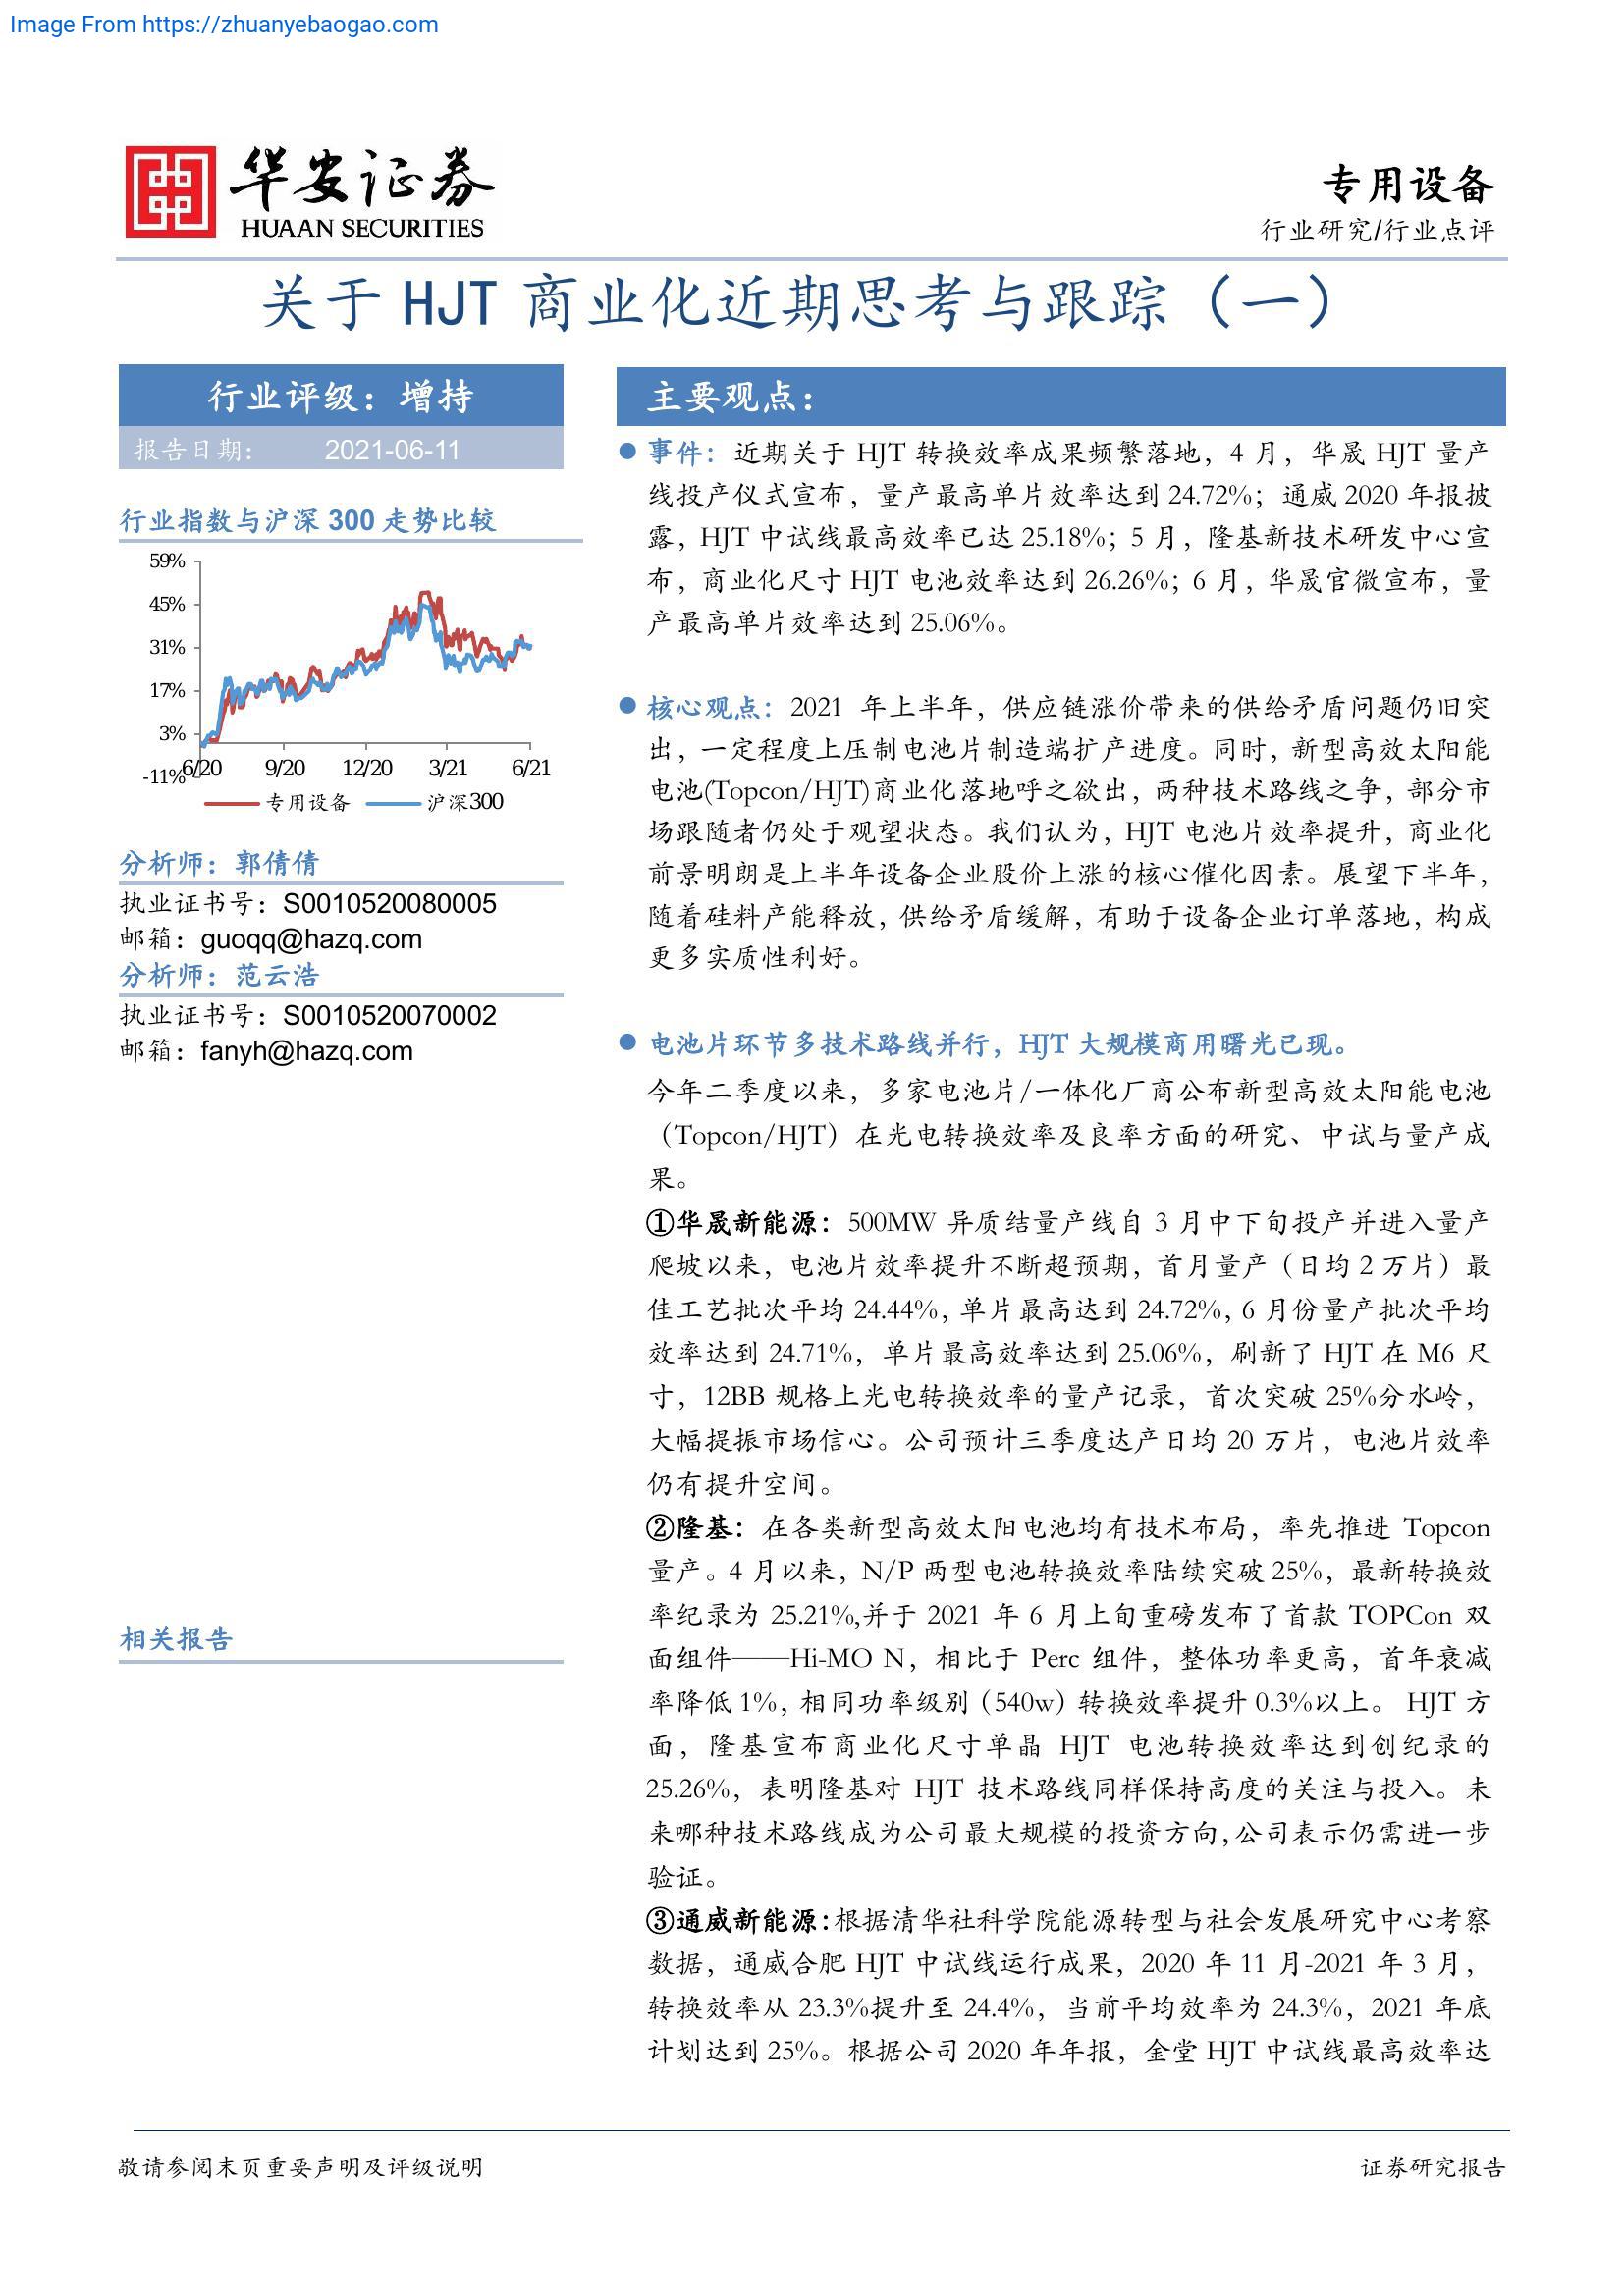 Image From https://zhuanyebaogao.com
华安证券
HUAAN SECURITIES
专用设备
行业研究/行业点评
关于 HJT 商业化近期思考与跟踪（一）
行业评级：增持
报告日期： 2021-06-11
行业指数与沪深 300 走势比较
59%
45%
31%
17%
3%
-11%
6/20 9/20 12/20 3/21 6/21
专用设备 沪深300
分析师：郭倩倩
执业证书号：S0010520080005
邮箱：guoqq@hazq.com
分析师：范云浩
执业证书号：S0010520070002
邮箱：fanyh@hazq.com
相关报告
主要观点：
事件：近期关于 HJT 转换效率成果频繁落地，4 月，华晟 HJT 量产
线投产仪式宣布，量产最高单片效率达到 24.72%；通威 2020 年报披
露，HJT 中试线最高效率已达 25.18%；5 月，隆基新技术研发中心宣
布，商业化尺寸 HJT 电池效率达到 26.26%；6 月，华晟官微宣布，量
产最高单片效率达到 25.06%。
核心观点：2021 年上半年，供应链涨价带来的供给矛盾问题仍旧突
出，一定程度上压制电池片制造端扩产进度。同时，新型高效太阳能
电池(Topcon/HJT)商业化落地呼之欲出，两种技术路线之争，部分市
场跟随者仍处于观望状态。我们认为，HJT 电池片效率提升，商业化
前景明朗是上半年设备企业股价上涨的核心催化因素。展望下半年，
随着硅料产能释放，供给矛盾缓解，有助于设备企业订单落地，构成
更多实质性利好。
电池片环节多技术路线并行，HJT 大规模商用曙光已现。
今年二季度以来，多家电池片/一体化厂商公布新型高效太阳能电池
（Topcon/HJT）在光电转换效率及良率方面的研究、中试与量产成
果。
①华晟新能源：500MW 异质结量产线自 3 月中下旬投产并进入量产
爬坡以来，电池片效率提升不断超预期，首月量产（日均 2 万片）最
佳工艺批次平均 24.44%，单片最高达到 24.72%，6 月份量产批次平均
效率达到 24.71%，单片最高效率达到 25.06%，刷新了 HJT 在 M6 尺
寸，12BB 规格上光电转换效率的量产记录，首次突破 25%分水岭，
大幅提振市场信心。公司预计三季度达产日均 20 万片，电池片效率
仍有提升空间。
②隆基：在各类新型高效太阳电池均有技术布局，率先推进 Topcon
量产。4 月以来，N/P 两型电池转换效率陆续突破 25%，最新转换效
率纪录为 25.21%,并于 2021 年 6 月上旬重磅发布了首款 TOPCon 双
面组件——Hi-MO N，相比于 Perc 组件，整体功率更高，首年衰减
率降低 1%，相同功率级别（540w）转换效率提升 0.3%以上。 HJT 方
面，隆基宣布商业化尺寸单晶 HJT 电池转换效率达到创纪录的
25.26%，表明隆基对 HJT 技术路线同样保持高度的关注与投入。未
来哪种技术路线成为公司最大规模的投资方向,公司表示仍需进一步
验证。
③通威新能源：根据清华社科学院能源转型与社会发展研究中心考察
数据，通威合肥 HJT 中试线运行成果，2020 年 11 月-2021 年 3 月，
转换效率从 23.3%提升至 24.4%，当前平均效率为 24.3%，2021 年底
计划达到 25%。根据公司 2020 年年报，金堂 HJT 中试线最高效率达
敬请参阅末页重要声明及评级说明
证券研究报告